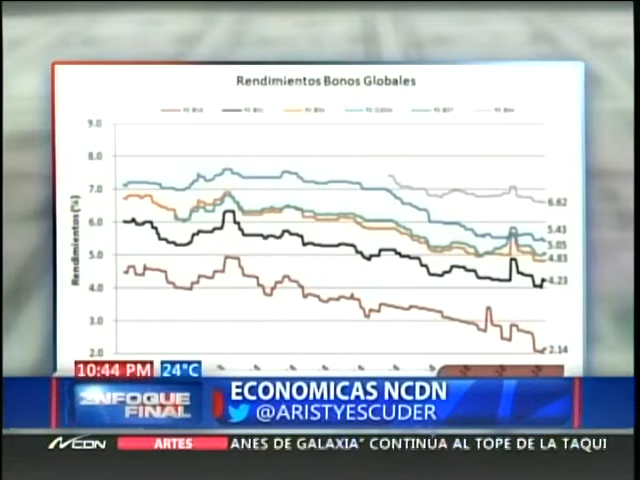 Rendimientos Bonos Globales
9.0
8.0
7.0
6.0
5.0
4.0
3.0
2.0
Rendimientos (%)
6.62
5.43
5.05
4.83
4.23
2.14
10:44 PM 24°C
ENFOQUE
FINAL
ECONOMICAS NCDN
@ARISTYESCUDER
NCDN ARTES ANES DE GALAXIA" CONTINÚA AL TOPE DE LA TAQUI